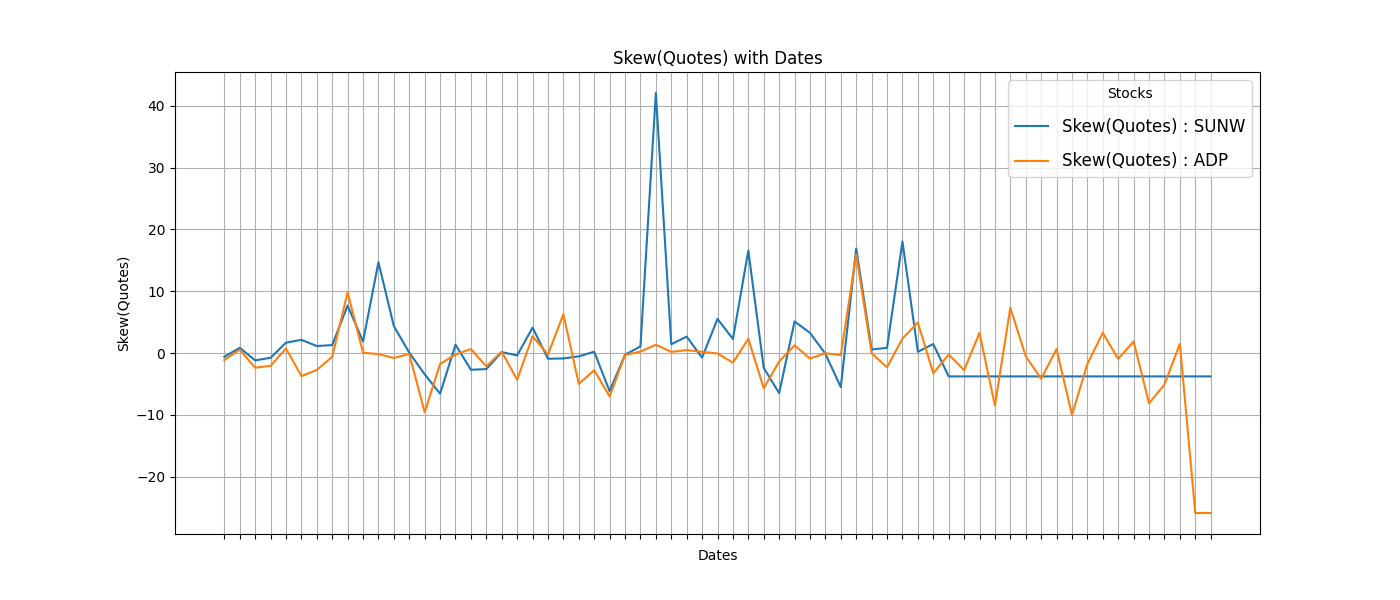 Skew(Quotes) with Dates
Stocks
Skew(Quotes) : SUNW
Skew(Quotes) : ADP
40
30
20
10
0
−10
−20
Skew(Quotes)
Dates